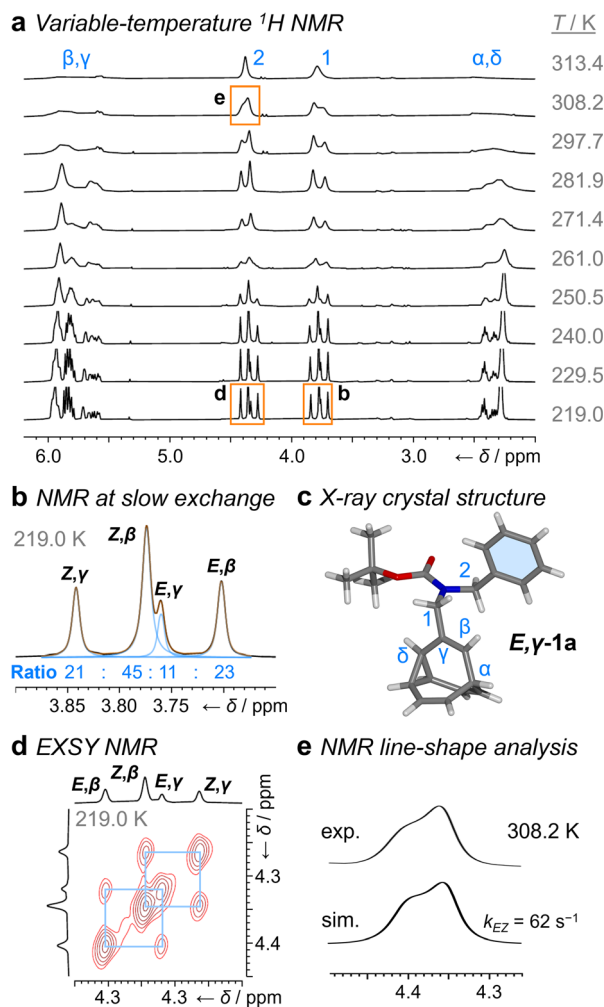 a Variable-temperature ¹H NMR
T / K
β,γ 2 1 α,δ
313.4
e
308.2
297.7
281.9
271.4
261.0
250.5
240.0
229.5
d b
219.0
6.0 5.0 4.0 3.0 ← δ / ppm
b NMR at slow exchange
219.0 K
Z,γ
Z,β
E,γ
E,β
Ratio 21 : 45 : 11 : 23
3.85 3.80 3.75 ← δ / ppm
c X-ray crystal structure
2
1
β
E,γ-1a
δ γ α
d EXSY NMR
E,β Z,β E,γ Z,γ
219.0 K
← δ / ppm
4.3
4.4
4.3 4.3
← δ / ppm
e NMR line-shape analysis
exp. 308.2 K
sim. kEZ = 62 s⁻¹
4.4 4.3
← δ / ppm